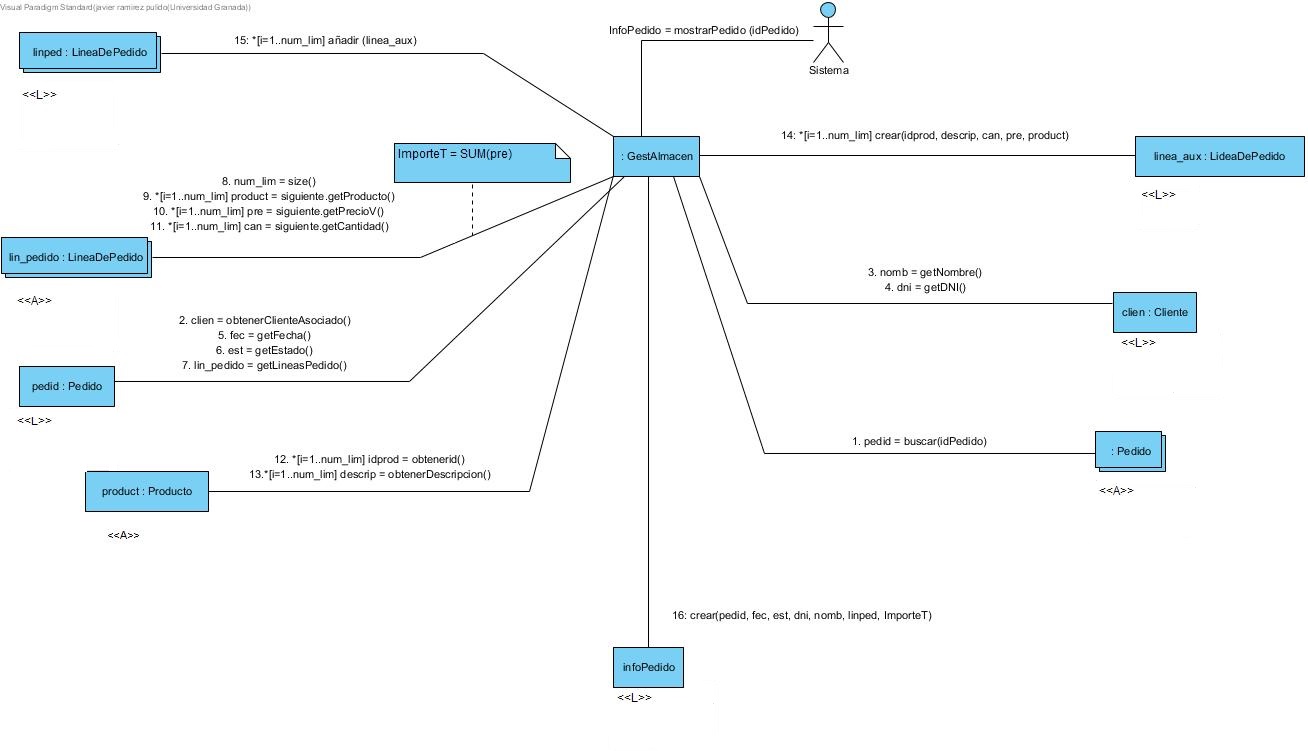 Visual Paradigm Standard(javier ramirez pulido(Universidad Granada))
InfoPedido = mostrarPedido (idPedido)
Sistema
linped : LineaDePedido
<<L>>
15: *[i=1..num_lim] añadir (linea_aux)
: GestAlmacen
14: *[i=1..num_lim] crear(idprod, descrip, can, pre, product)
linea_aux : LideaDePedido
<<L>>
ImporteT = SUM(pre)
8. num_lim = size()
9. *[i=1..num_lim] product = siguiente.getProducto()
10. *[i=1..num_lim] pre = siguiente.getPrecioV()
11. *[i=1..num_lim] can = siguiente.getCantidad()
lin_pedido : LineaDePedido
<<A>>
3. nomb = getNombre()
4. dni = getDNI()
clien : Cliente
<<L>>
2. clien = obtenerClienteAsociado()
5. fec = getFecha()
6. est = getEstado()
7. lin_pedido = getLineasPedido()
pedid : Pedido
<<L>>
1. pedid = buscar(idPedido)
: Pedido
<<A>>
12. *[i=1..num_lim] idprod = obtenerid()
13.*[i=1..num_lim] descrip = obtenerDescripcion()
product : Producto
<<A>>
16: crear(pedid, fec, est, dni, nomb, linped, ImporteT)
infoPedido
<<L>>